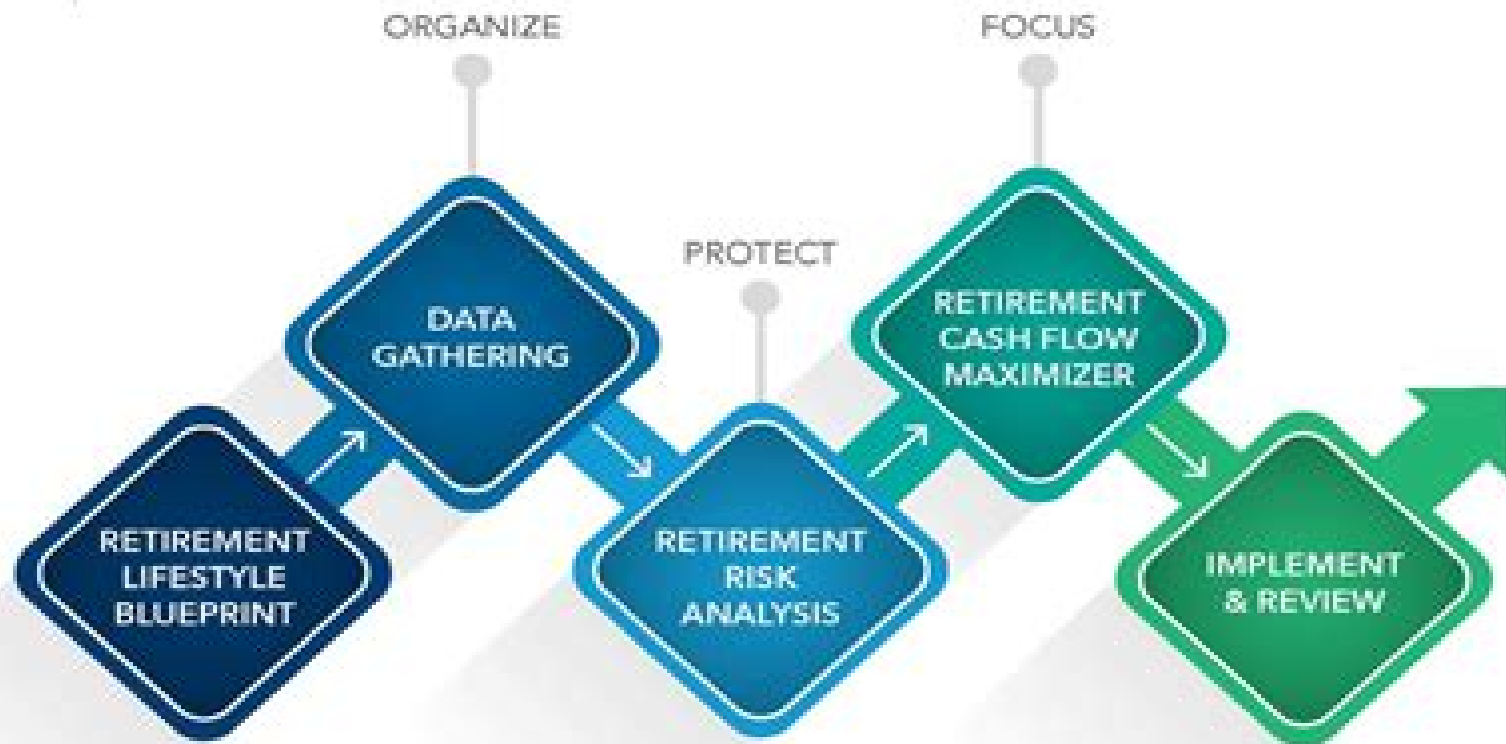 ORGANIZE
FOCUS
PROTECT
DATA
GATHERING
RETIREMENT
CASH FLOW
MAXIMIZER
RETIREMENT
LIFESTYLE
BLUEPRINT
RETIREMENT
RISK
ANALYSIS
IMPLEMENT
& REVIEW